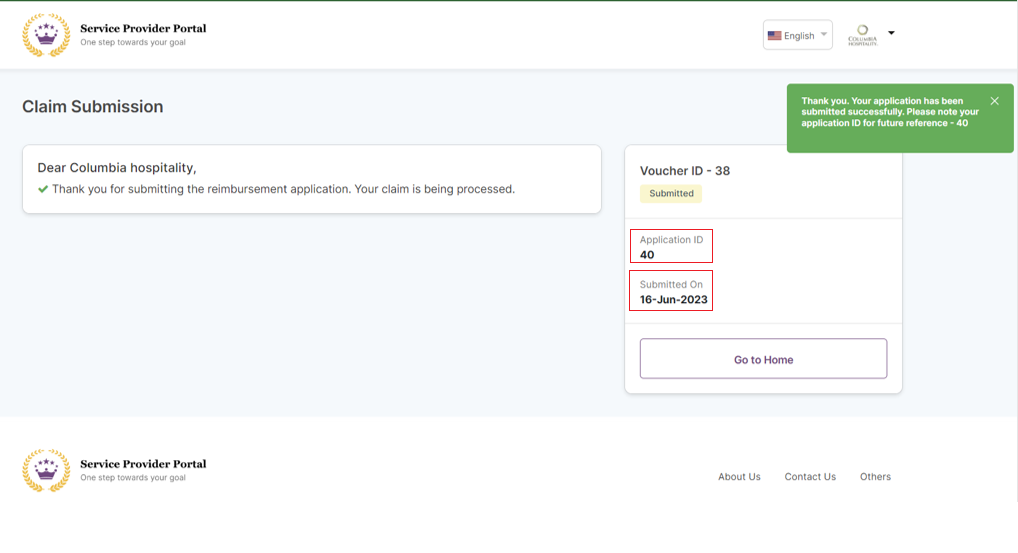 Service Provider Portal
One step towards your goal
English
COLUMBIA
HOSPITALITY
Claim Submission
Thank you. Your application has been
submitted successfully. Please note your
application ID for future reference - 40
Dear Columbia hospitality,
Thank you for submitting the reimbursement application. Your claim is being processed.
Voucher ID - 38
Submitted
Application ID
40
Submitted On
16-Jun-2023
Go to Home
Service Provider Portal
One step towards your goal
About Us
Contact Us
Others